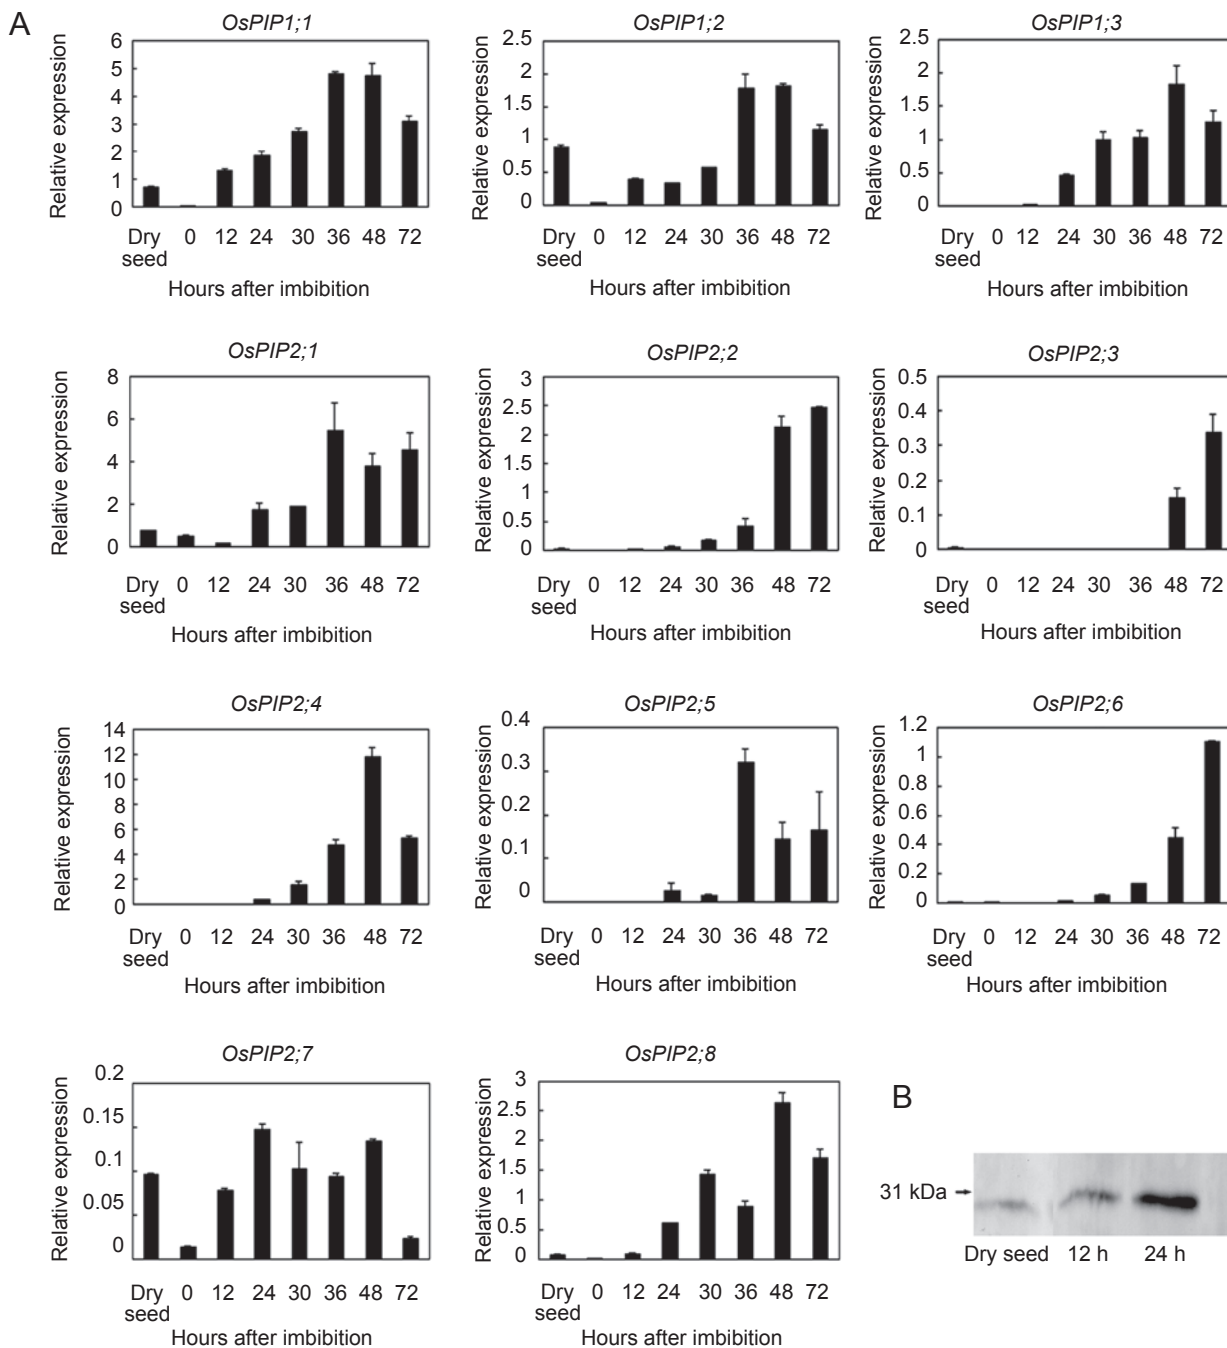 A
OsPIP1;1
Relative expression
6
5
4
3
2
1
0
Dry seed 0 12 24 30 36 48 72
Hours after imbibition
OsPIP1;2
Relative expression
2.5
2
1.5
1
0.5
0
Dry seed 0 12 24 30 36 48 72
Hours after imbibition
OsPIP1;3
Relative expression
2.5
2
1.5
1
0.5
0
Dry seed 0 12 24 30 36 48 72
Hours after imbibition
OsPIP2;1
Relative expression
8
6
4
2
0
Dry seed 0 12 24 30 36 48 72
Hours after imbibition
OsPIP2;2
Relative expression
3
2.5
2
1.5
1
0.5
0
Dry seed 0 12 24 30 36 48 72
Hours after imbibition
OsPIP2;3
Relative expression
0.5
0.4
0.3
0.2
0.1
0
Dry seed 0 12 24 30 36 48 72
Hours after imbibition
OsPIP2;4
Relative expression
14
12
10
8
6
4
2
0
Dry seed 0 12 24 30 36 48 72
Hours after imbibition
OsPIP2;5
Relative expression
0.4
0.3
0.2
0.1
0
Dry seed 0 12 24 30 36 48 72
Hours after imbibition
OsPIP2;6
Relative expression
1.2
1
0.8
0.6
0.4
0.2
0
Dry seed 0 12 24 30 36 48 72
Hours after imbibition
OsPIP2;7
Relative expression
0.2
0.15
0.1
0.05
0
Dry seed 0 12 24 30 36 48 72
Hours after imbibition
OsPIP2;8
Relative expression
3
2.5
2
1.5
1
0.5
0
Dry seed 0 12 24 30 36 48 72
Hours after imbibition
B
31 kDa
Dry seed 12 h 24 h